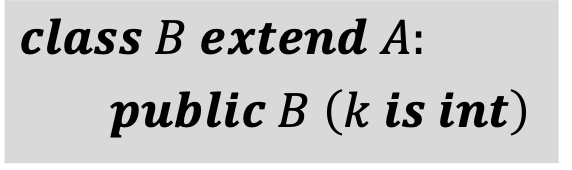 class B extend A:
public B (k is int)